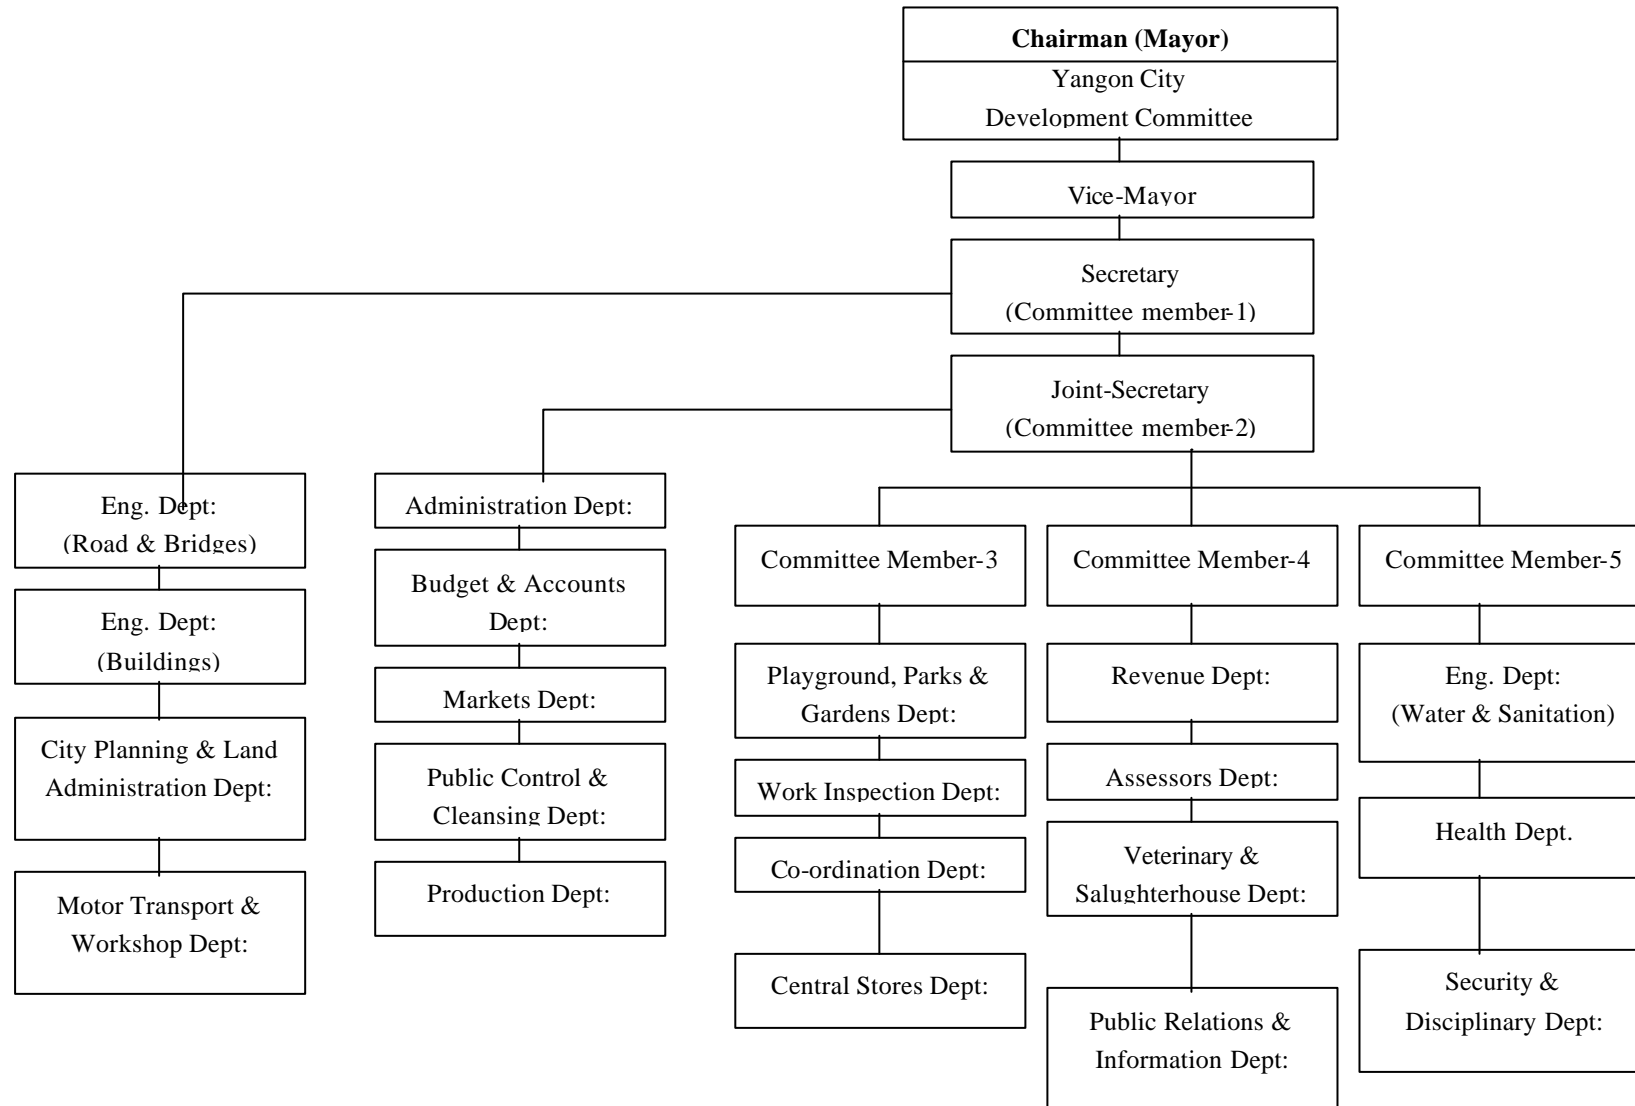 Chairman (Mayor)
Yangon City
Development Committee
Vice-Mayor
Secretary
(Committee member-1)
Joint-Secretary
(Committee member-2)
Eng. Dept:
(Road & Bridges)
Eng. Dept:
(Buildings)
City Planning & Land
Administration Dept:
Motor Transport &
Workshop Dept:
Administration Dept:
Budget & Accounts
Dept:
Markets Dept:
Public Control &
Cleansing Dept:
Production Dept:
Committee Member-3
Playground, Parks &
Gardens Dept:
Work Inspection Dept:
Co-ordination Dept:
Central Stores Dept:
Committee Member-4
Revenue Dept:
Assessors Dept:
Veterinary &
Salughterhouse Dept:
Public Relations &
Information Dept:
Committee Member-5
Eng. Dept:
(Water & Sanitation)
Health Dept.
Security &
Disciplinary Dept: